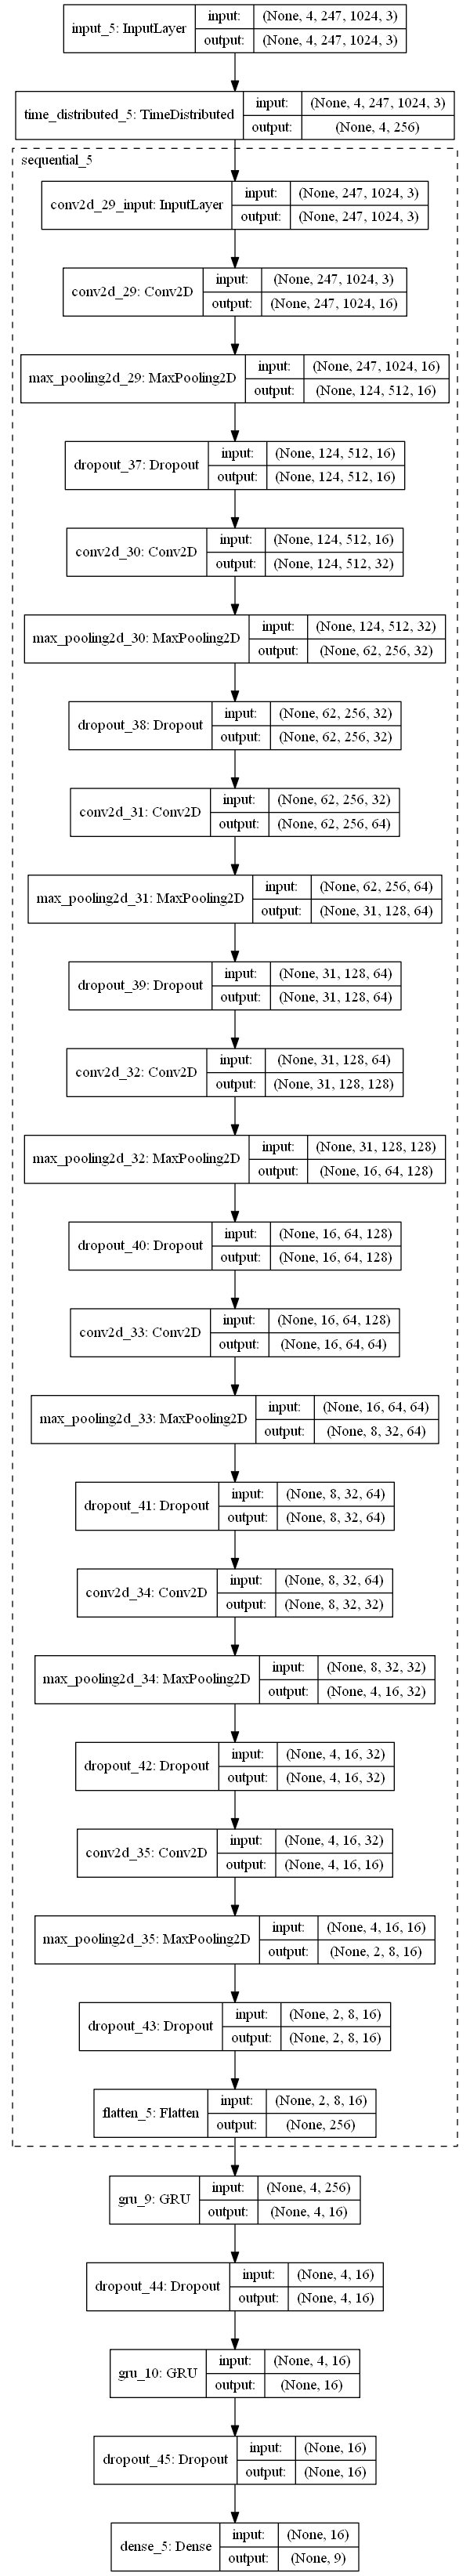 input_5: InputLayer
input: (None, 4, 247, 1024, 3)
output: (None, 4, 247, 1024, 3)
time_distributed_5: TimeDistributed
input: (None, 4, 247, 1024, 3)
output: (None, 4, 256)
sequential_5
conv2d_29_input: InputLayer
input: (None, 247, 1024, 3)
output: (None, 247, 1024, 3)
conv2d_29: Conv2D
input: (None, 247, 1024, 3)
output: (None, 247, 1024, 16)
max_pooling2d_29: MaxPooling2D
input: (None, 247, 1024, 16)
output: (None, 124, 512, 16)
dropout_37: Dropout
input: (None, 124, 512, 16)
output: (None, 124, 512, 16)
conv2d_30: Conv2D
input: (None, 124, 512, 16)
output: (None, 124, 512, 32)
max_pooling2d_30: MaxPooling2D
input: (None, 124, 512, 32)
output: (None, 62, 256, 32)
dropout_38: Dropout
input: (None, 62, 256, 32)
output: (None, 62, 256, 32)
conv2d_31: Conv2D
input: (None, 62, 256, 32)
output: (None, 62, 256, 64)
max_pooling2d_31: MaxPooling2D
input: (None, 62, 256, 64)
output: (None, 31, 128, 64)
dropout_39: Dropout
input: (None, 31, 128, 64)
output: (None, 31, 128, 64)
conv2d_32: Conv2D
input: (None, 31, 128, 64)
output: (None, 31, 128, 128)
max_pooling2d_32: MaxPooling2D
input: (None, 31, 128, 128)
output: (None, 16, 64, 128)
dropout_40: Dropout
input: (None, 16, 64, 128)
output: (None, 16, 64, 128)
conv2d_33: Conv2D
input: (None, 16, 64, 128)
output: (None, 16, 64, 64)
max_pooling2d_33: MaxPooling2D
input: (None, 16, 64, 64)
output: (None, 8, 32, 64)
dropout_41: Dropout
input: (None, 8, 32, 64)
output: (None, 8, 32, 64)
conv2d_34: Conv2D
input: (None, 8, 32, 64)
output: (None, 8, 32, 32)
max_pooling2d_34: MaxPooling2D
input: (None, 8, 32, 32)
output: (None, 4, 16, 32)
dropout_42: Dropout
input: (None, 4, 16, 32)
output: (None, 4, 16, 32)
conv2d_35: Conv2D
input: (None, 4, 16, 32)
output: (None, 4, 16, 16)
max_pooling2d_35: MaxPooling2D
input: (None, 4, 16, 16)
output: (None, 2, 8, 16)
dropout_43: Dropout
input: (None, 2, 8, 16)
output: (None, 2, 8, 16)
flatten_5: Flatten
input: (None, 2, 8, 16)
output: (None, 256)
gru_9: GRU
input: (None, 4, 256)
output: (None, 4, 16)
dropout_44: Dropout
input: (None, 4, 16)
output: (None, 4, 16)
gru_10: GRU
input: (None, 4, 16)
output: (None, 16)
dropout_45: Dropout
input: (None, 16)
output: (None, 16)
dense_5: Dense
input: (None, 16)
output: (None, 9)